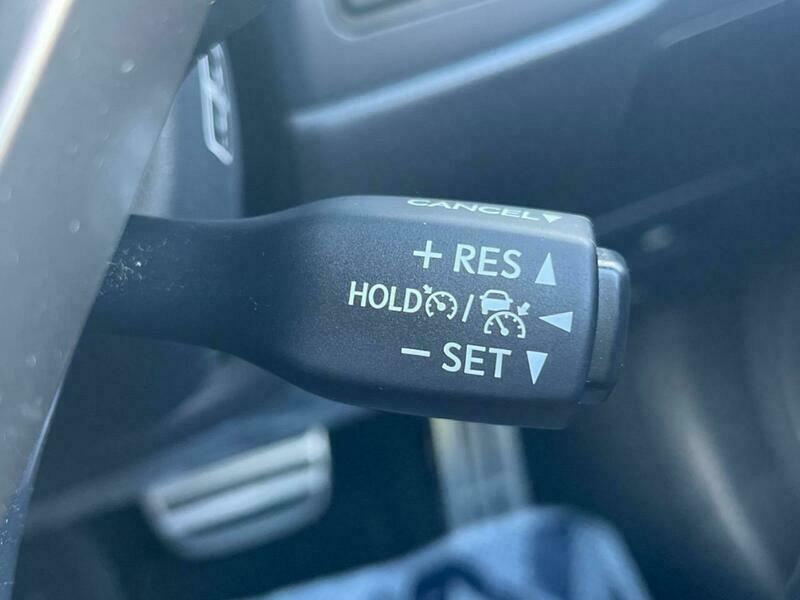 CANCEL▼
+ RES ▲
HOLD / ◀
− SET ▼